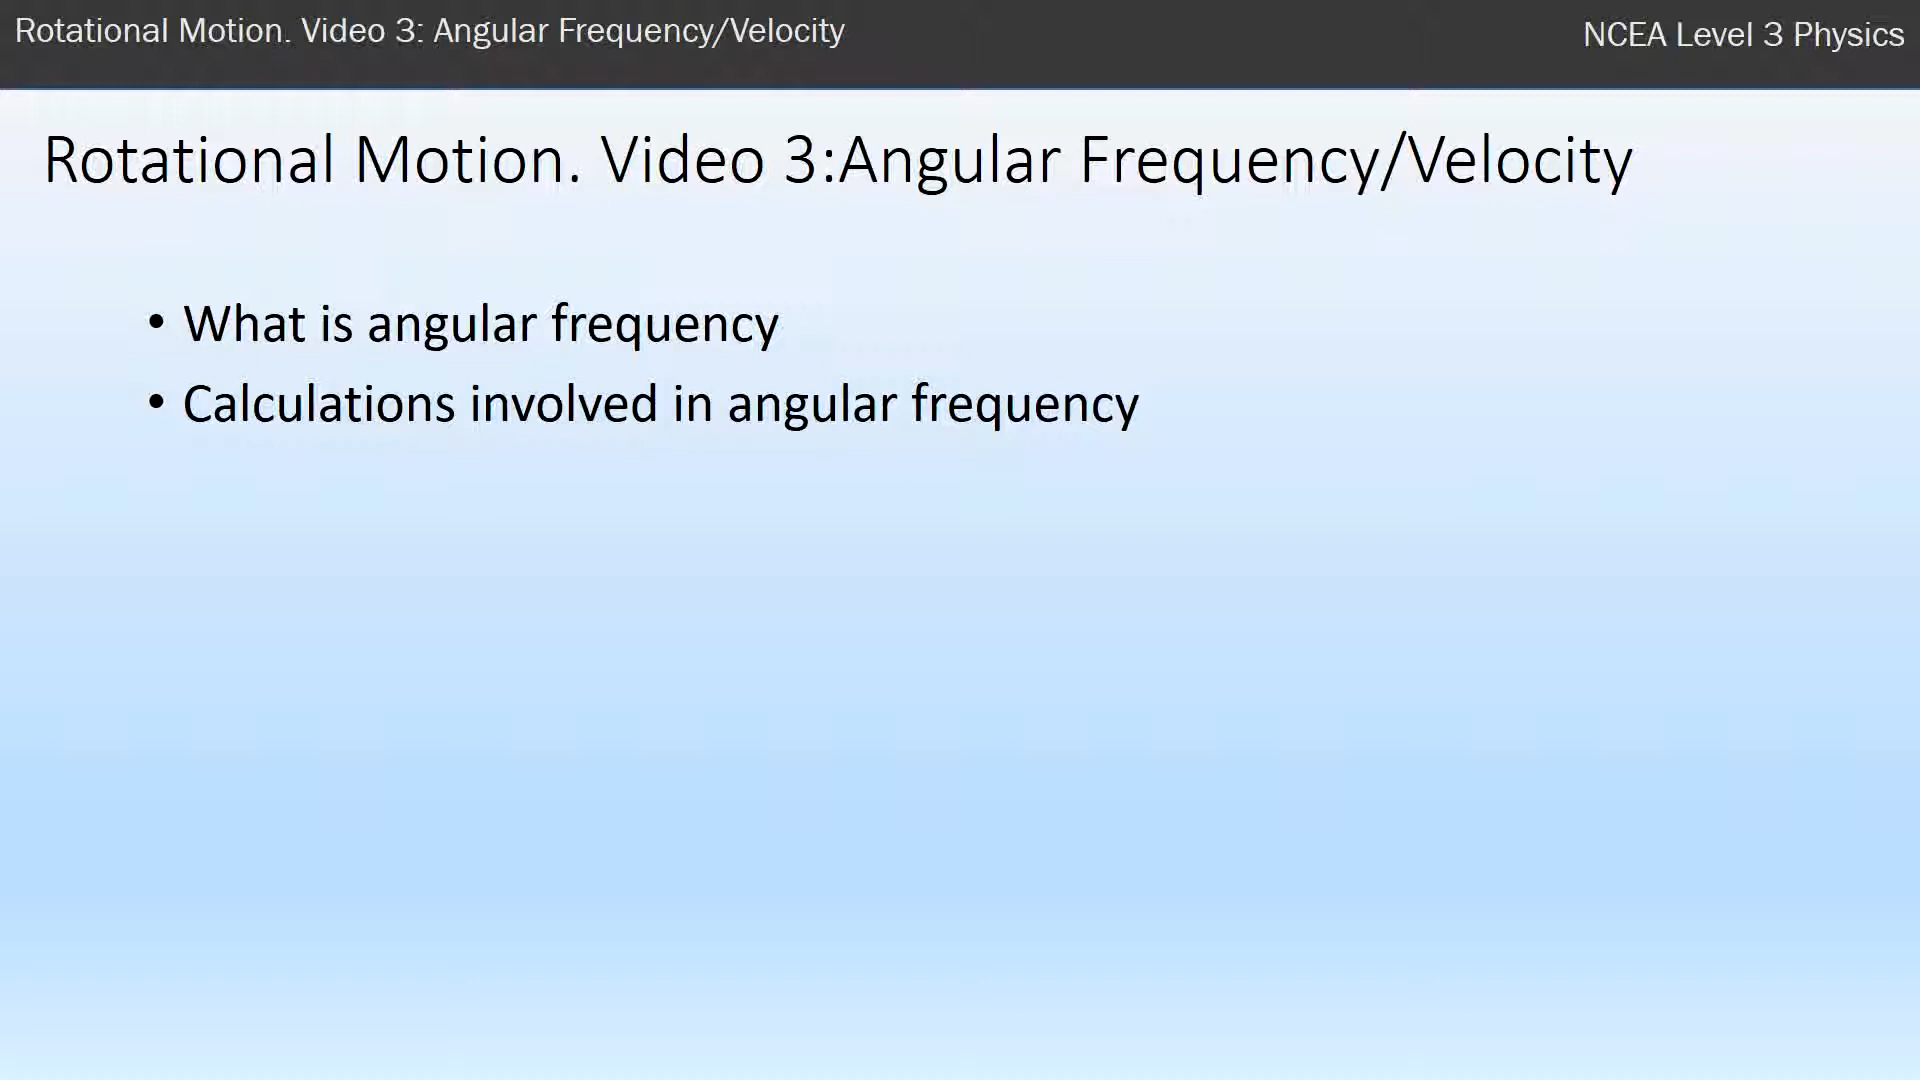 Rotational Motion. Video 3: Angular Frequency/Velocity
NCEA Level 3 Physics
Rotational Motion. Video 3:Angular Frequency/Velocity
• What is angular frequency
• Calculations involved in angular frequency